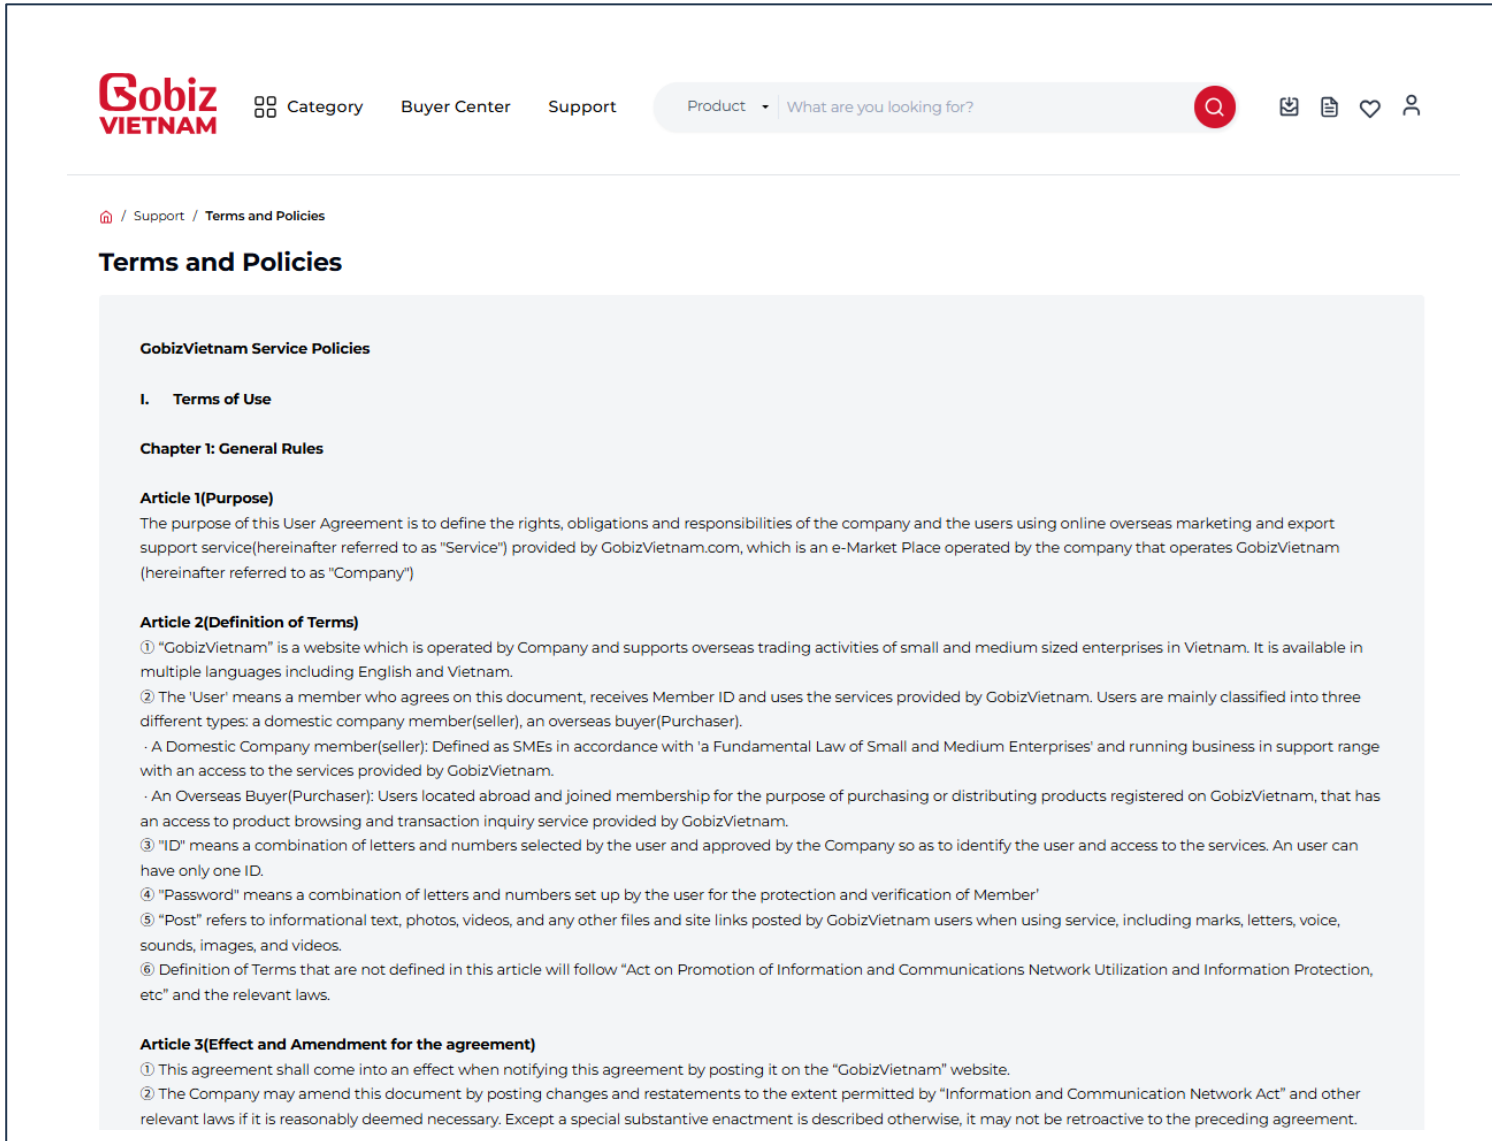 Gobiz
VIETNAM
Category
Buyer Center
Support
Product
What are you looking for?
/ Support / Terms and Policies
Terms and Policies
GobizVietnam Service Policies
I. Terms of Use
Chapter 1: General Rules
Article 1(Purpose)
The purpose of this User Agreement is to define the rights, obligations and responsibilities of the company and the users using online overseas marketing and export
support service(hereinafter referred to as "Service") provided by GobizVietnam.com, which is an e-Market Place operated by the company that operates GobizVietnam
(hereinafter referred to as "Company")
Article 2(Definition of Terms)
① “GobizVietnam” is a website which is operated by Company and supports overseas trading activities of small and medium sized enterprises in Vietnam. It is available in
multiple languages including English and Vietnam.
② The 'User' means a member who agrees on this document, receives Member ID and uses the services provided by GobizVietnam. Users are mainly classified into three
different types: a domestic company member(seller), an overseas buyer(Purchaser).
· A Domestic Company member(seller): Defined as SMEs in accordance with 'a Fundamental Law of Small and Medium Enterprises' and running business in support range
with an access to the services provided by GobizVietnam.
· An Overseas Buyer(Purchaser): Users located abroad and joined membership for the purpose of purchasing or distributing products registered on GobizVietnam, that has
an access to product browsing and transaction inquiry service provided by GobizVietnam.
③ "ID" means a combination of letters and numbers selected by the user and approved by the Company so as to identify the user and access to the services. An user can
have only one ID.
④ "Password" means a combination of letters and numbers set up by the user for the protection and verification of Member’
⑤ “Post” refers to informational text, photos, videos, and any other files and site links posted by GobizVietnam users when using service, including marks, letters, voice,
sounds, images, and videos.
⑥ Definition of Terms that are not defined in this article will follow “Act on Promotion of Information and Communications Network Utilization and Information Protection,
etc” and the relevant laws.
Article 3(Effect and Amendment for the agreement)
① This agreement shall come into an effect when notifying this agreement by posting it on the “GobizVietnam” website.
② The Company may amend this document by posting changes and restatements to the extent permitted by “Information and Communication Network Act” and other
relevant laws if it is reasonably deemed necessary. Except a special substantive enactment is described otherwise, it may not be retroactive to the preceding agreement.